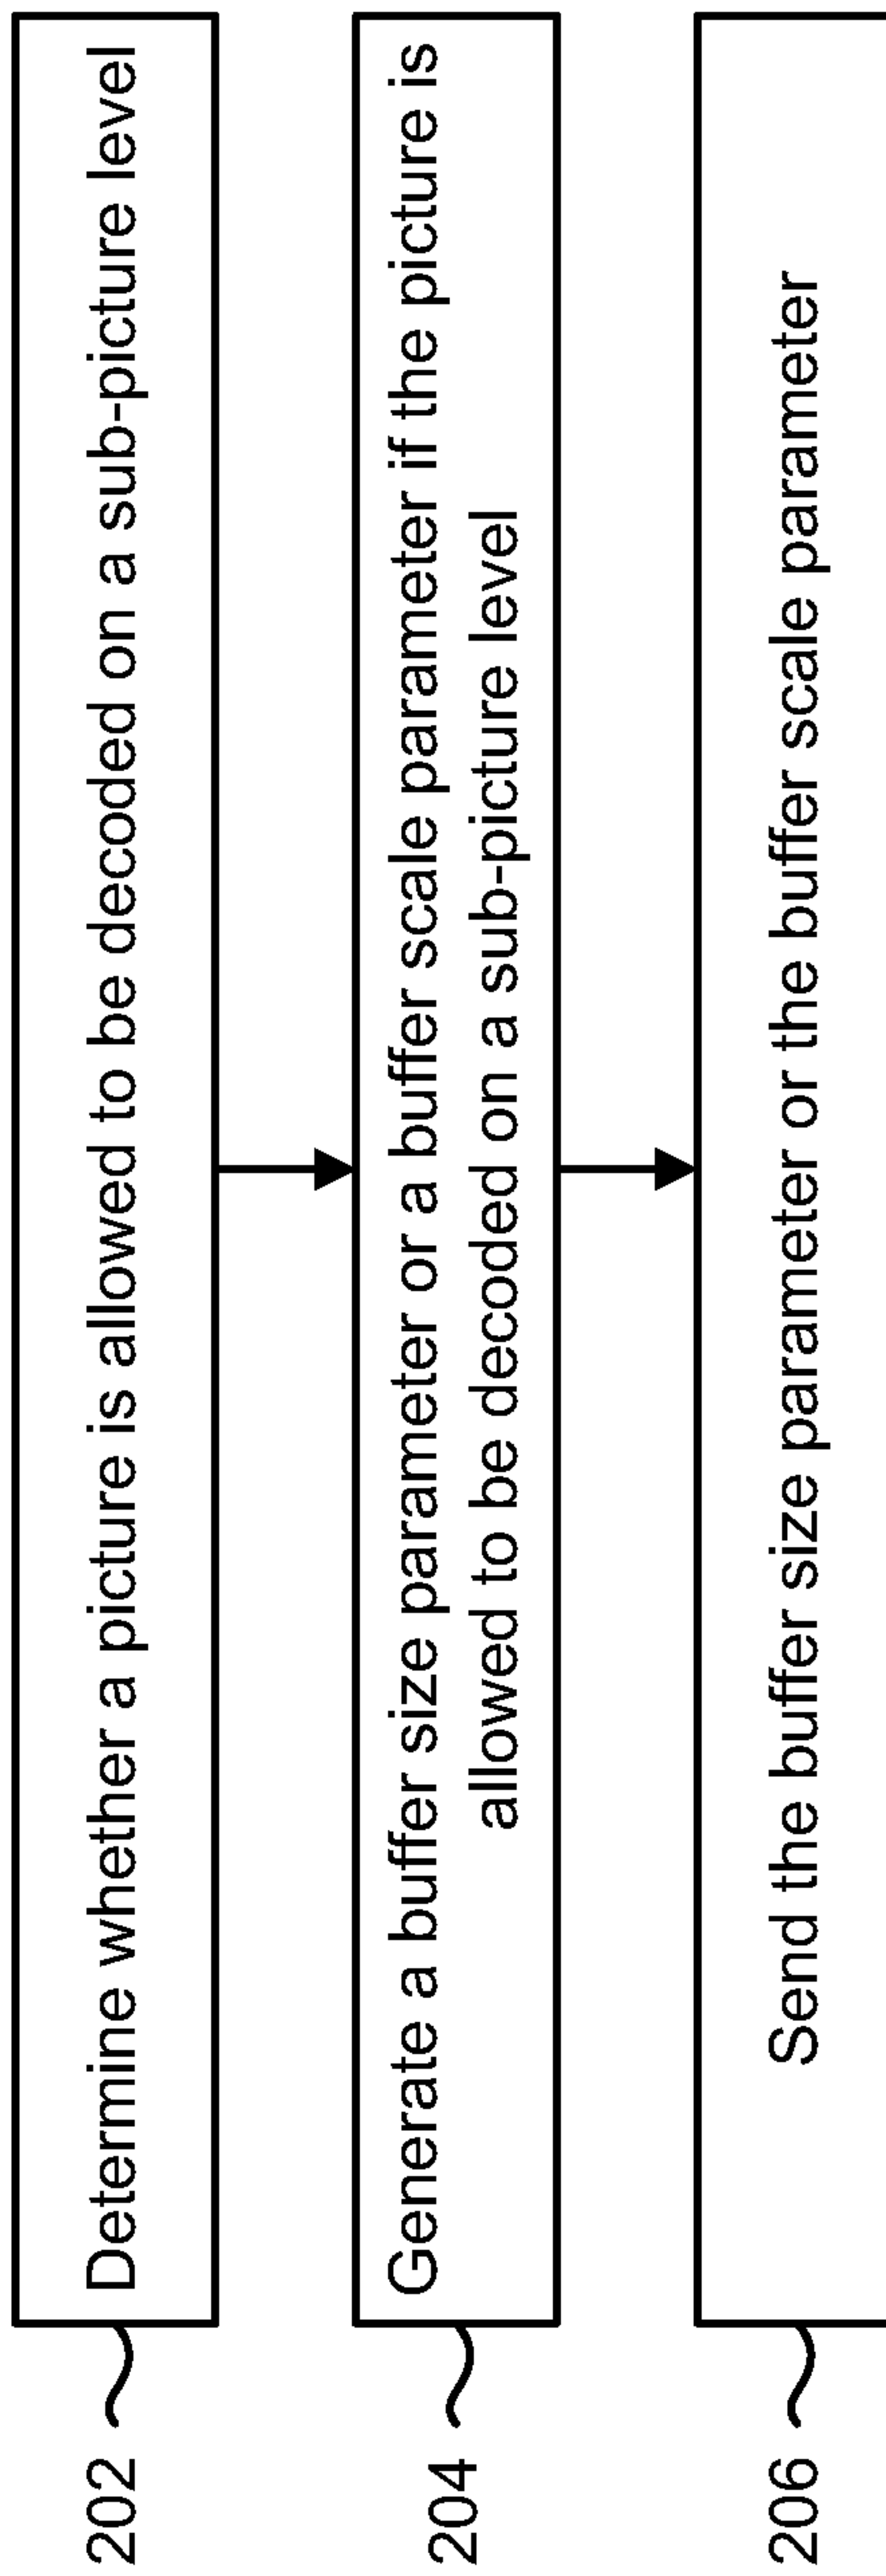 202
Determine whether a picture is allowed to be decoded on a sub-picture level
204
Generate a buffer size parameter or a buffer scale parameter if the picture is
allowed to be decoded on a sub-picture level
206
Send the buffer size parameter or the buffer scale parameter